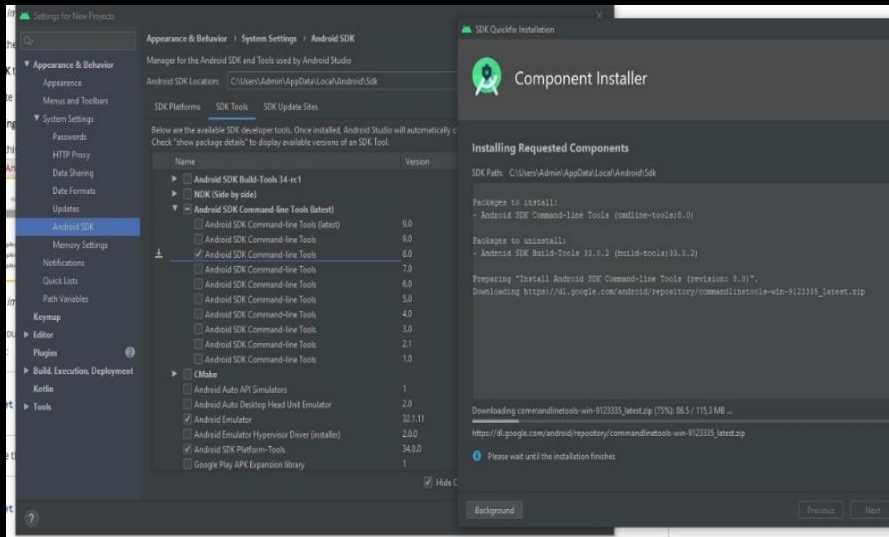 Settings for New Projects
Appearance & Behavior
Appearance
Menus and Toolbars
System Settings
Passwords
HTTP Proxy
Data Sharing
Date Formats
Updates
Android SDK
Memory Settings
Notifications
Quick Lists
Path Variables
Keymap
Editor
Plugins
2
Build, Execution, Deployment
Kotlin
Tools
?
Appearance & Behavior › System Settings › Android SDK
Manager for the Android SDK and Tools used by Android Studio
Android SDK Location: C:\Users\Admin\AppData\Local\Android\Sdk
SDK Platforms SDK Tools SDK Update Sites
Below are the available SDK developer tools. Once installed, Android Studio will automatically
Check "show package details" to display available versions of an SDK Tool.
Name Version
Android SDK Build-Tools 34-rc1
NDK (Side by side)
Android SDK Command-line Tools (latest)
Android SDK Command-line Tools (latest) 9.0
Android SDK Command-line Tools 9.0
Android SDK Command-line Tools 8.0
Android SDK Command-line Tools 7.0
Android SDK Command-line Tools 6.0
Android SDK Command-line Tools 5.0
Android SDK Command-line Tools 4.0
Android SDK Command-line Tools 3.0
Android SDK Command-line Tools 2.1
Android SDK Command-line Tools 1.0
CMake
Android Auto API Simulators 1
Android Auto Desktop Head Unit Emulator 2.0
Android Emulator 32.1.11
Android Emulator Hypervisor Driver (installer) 2.0.0
Android SDK Platform-Tools 34.0.0
Google Play APK Expansion library 1
Hide
SDK Quickfix Installation
Component Installer
Installing Requested Components
SDK Path: C:\Users\Admin\AppData\Local\Android\Sdk
Packages to install:
- Android SDK Command-line Tools (cmdline-tools;8.0)
Packages to uninstall:
- Android SDK Build-Tools 33.0.2 (build-tools;33.0.2)
Preparing "Install Android SDK Command-line Tools (revision: 8.0)".
Downloading https://dl.google.com/android/repository/commandlinetools-win-9123335_latest.zip
Downloading commandlinetools-win-9123335_latest.zip (75%): 86.5 / 115,3 MB ...
https://dl.google.com/android/repository/commandlinetools-win-9123335_latest.zip
Please wait until the installation finishes
Background Previous Next